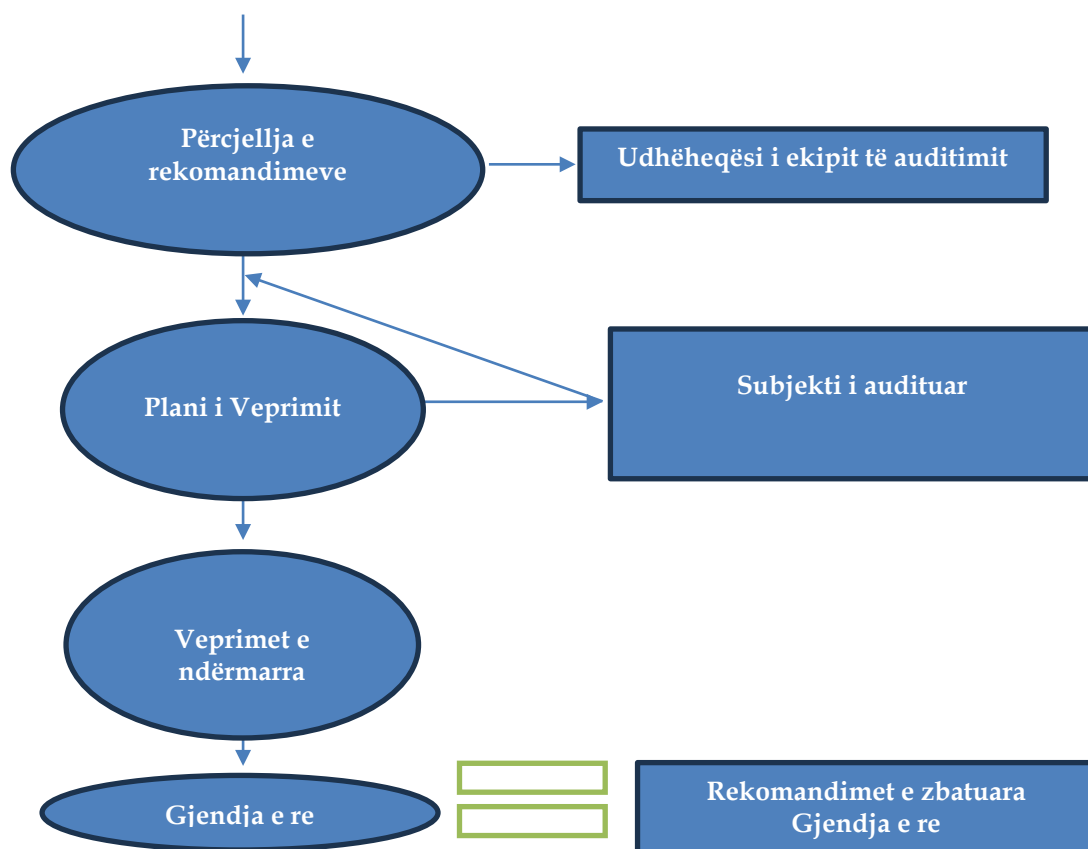 Përcjellja e
rekomandimeve
Udhëheqësi i ekipit të auditimit
Plani i Veprimit
Subjekti i audituar
Veprimet e
ndërmarra
Gjendja e re
Rekomandimet e zbatuara
Gjendja e re